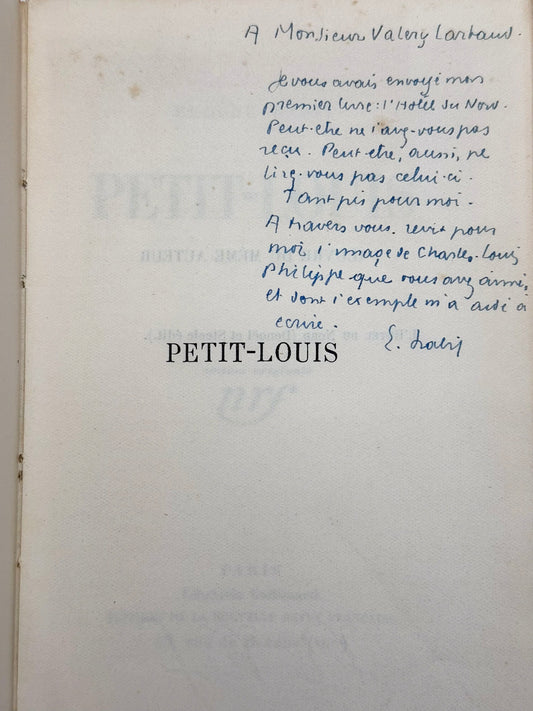 A Monsieur Valery Larbaud.
Je vous avais envoyé mon
premier livre: l'Hôtel du Nord.
Peut-être ne l'avez-vous pas
reçu. Peut-être, aussi, ne
lirez-vous pas celui-ci.
Tant pis pour moi.
A travers vous, revit pour
moi, l'image de Charles-Louis
Philippe que vous avez aimé,
et dont l'exemple m'a aidé à
écrire.
E. Dabit
PETIT-LOUIS